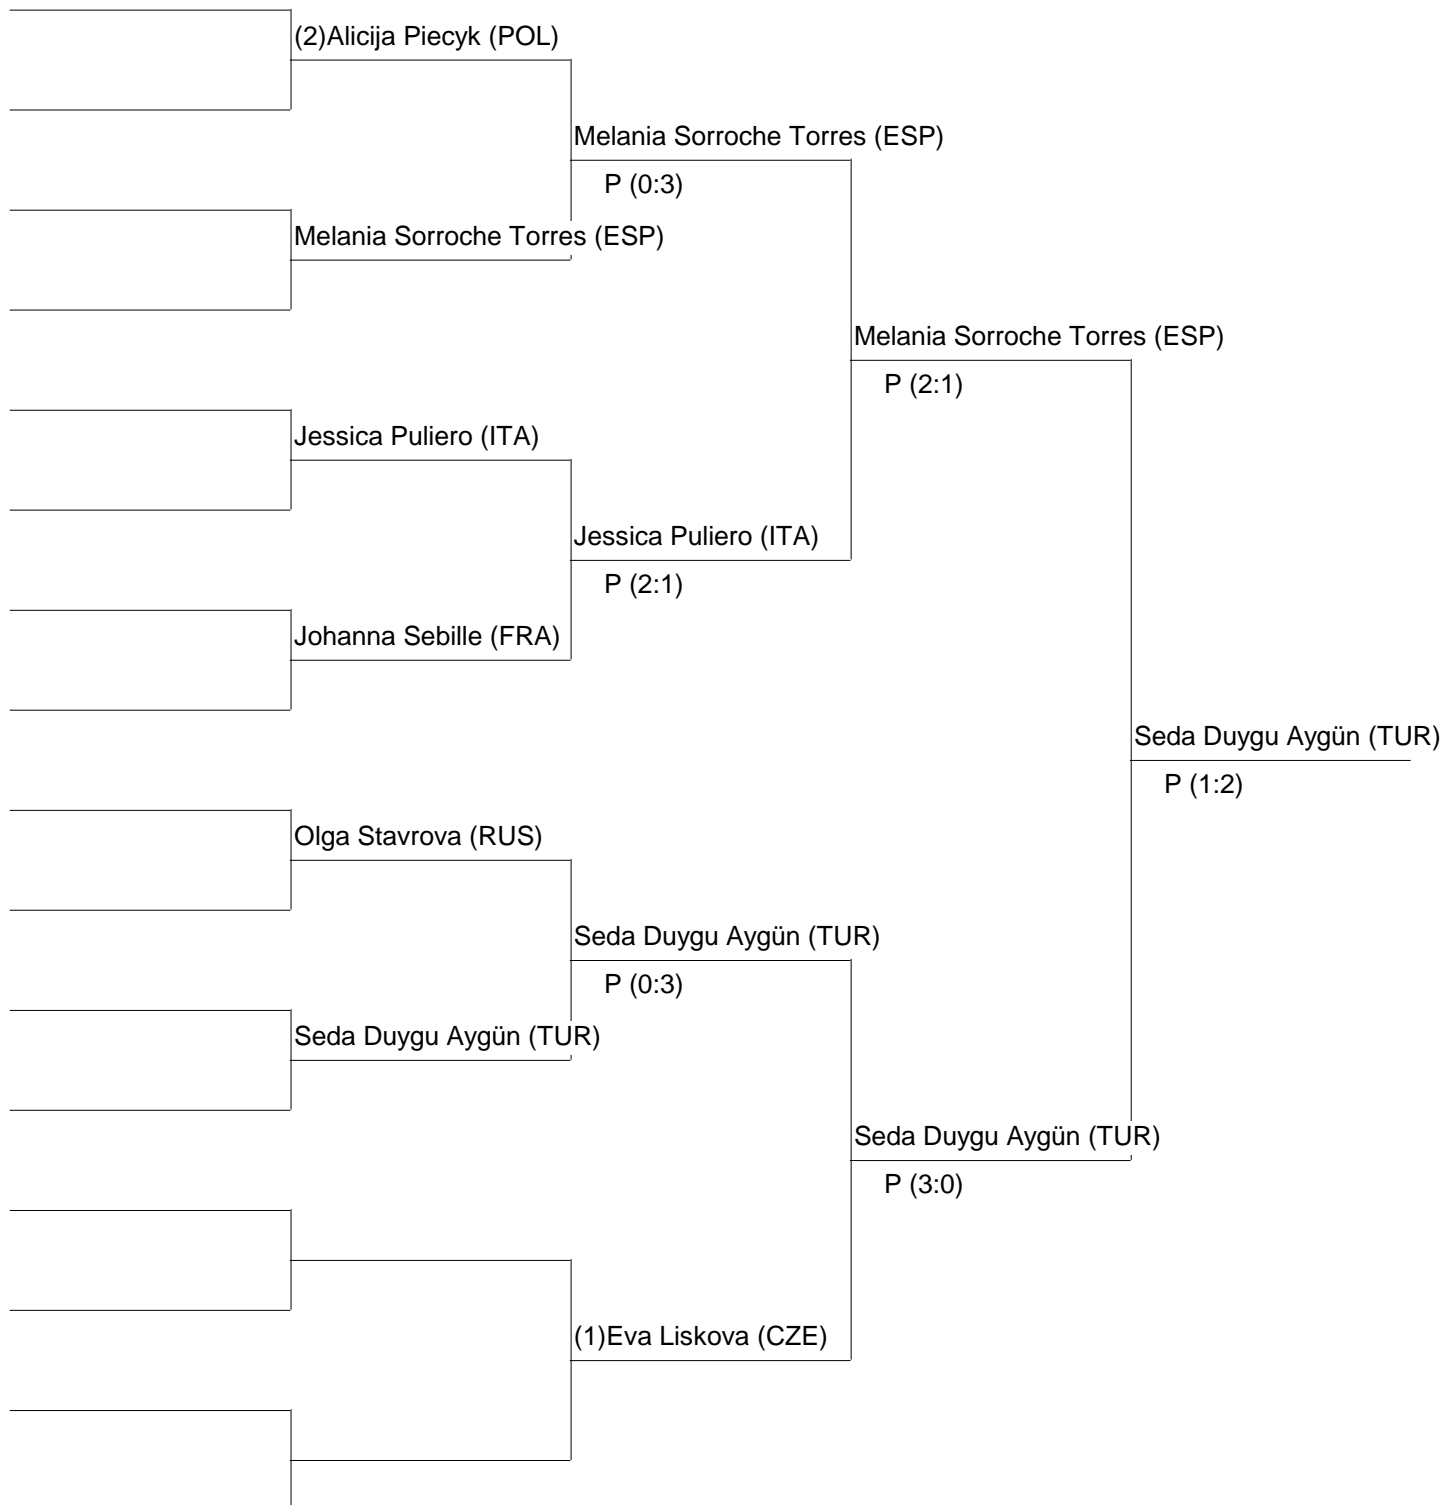 (2)Alicija Piecyk (POL)
Melania Sorroche Torres (ESP)
P (0:3)
Melania Sorroche Torres (ESP)
Melania Sorroche Torres (ESP)
P (2:1)
Jessica Puliero (ITA)
Jessica Puliero (ITA)
P (2:1)
Johanna Sebille (FRA)
Seda Duygu Aygün (TUR)
P (1:2)
Olga Stavrova (RUS)
Seda Duygu Aygün (TUR)
P (0:3)
Seda Duygu Aygün (TUR)
Seda Duygu Aygün (TUR)
P (3:0)
(1)Eva Liskova (CZE)